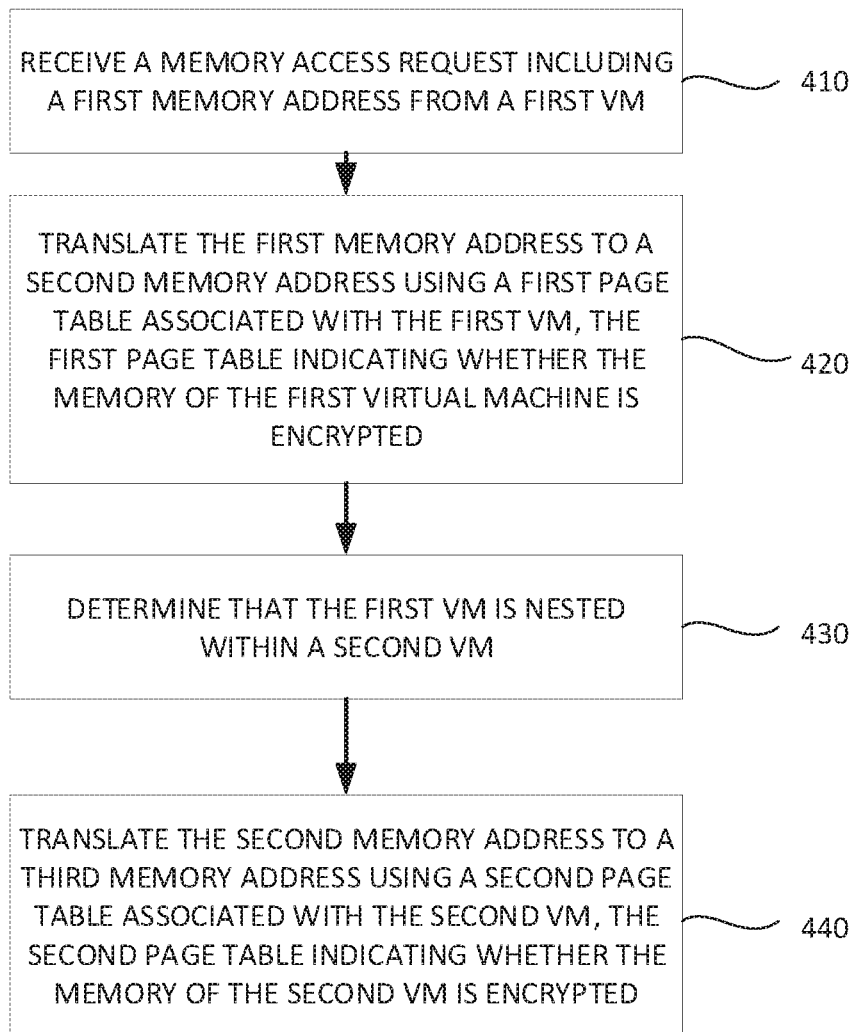 RECEIVE A MEMORY ACCESS REQUEST INCLUDING
A FIRST MEMORY ADDRESS FROM A FIRST VM
410
TRANSLATE THE FIRST MEMORY ADDRESS TO A
SECOND MEMORY ADDRESS USING A FIRST PAGE
TABLE ASSOCIATED WITH THE FIRST VM, THE
FIRST PAGE TABLE INDICATING WHETHER THE
MEMORY OF THE FIRST VIRTUAL MACHINE IS
ENCRYPTED
420
DETERMINE THAT THE FIRST VM IS NESTED
WITHIN A SECOND VM
430
TRANSLATE THE SECOND MEMORY ADDRESS TO A
THIRD MEMORY ADDRESS USING A SECOND PAGE
TABLE ASSOCIATED WITH THE SECOND VM, THE
SECOND PAGE TABLE INDICATING WHETHER THE
MEMORY OF THE SECOND VM IS ENCRYPTED
440